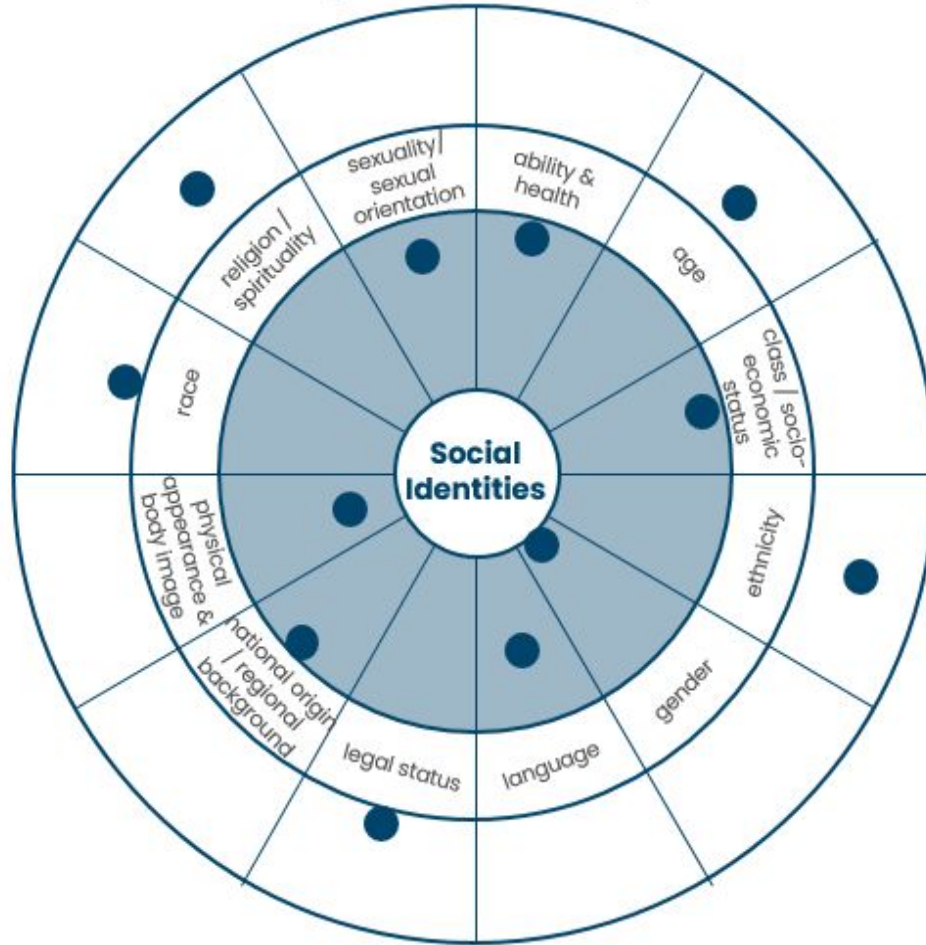 Social
Identities
ability &
health
age
class / socio-
economic
status
ethnicity
gender
language
legal status
national origin
/ regional
background
physical
appearance &
body image
race
religion /
spirituality
sexuality/
sexual
orientation